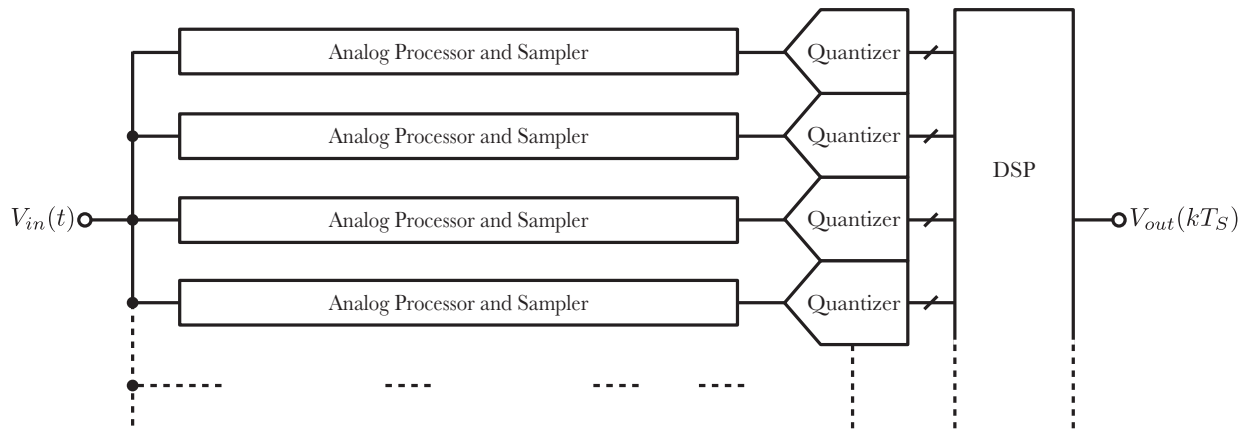 Analog Processor and Sampler
Quantizer
Analog Processor and Sampler
Quantizer
DSP
Analog Processor and Sampler
Quantizer
V_{in}(t)
V_{out}(kT_S)
Analog Processor and Sampler
Quantizer